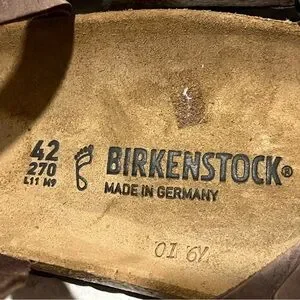 42
270
L11 M9
BIRKENSTOCK®
MADE IN GERMANY